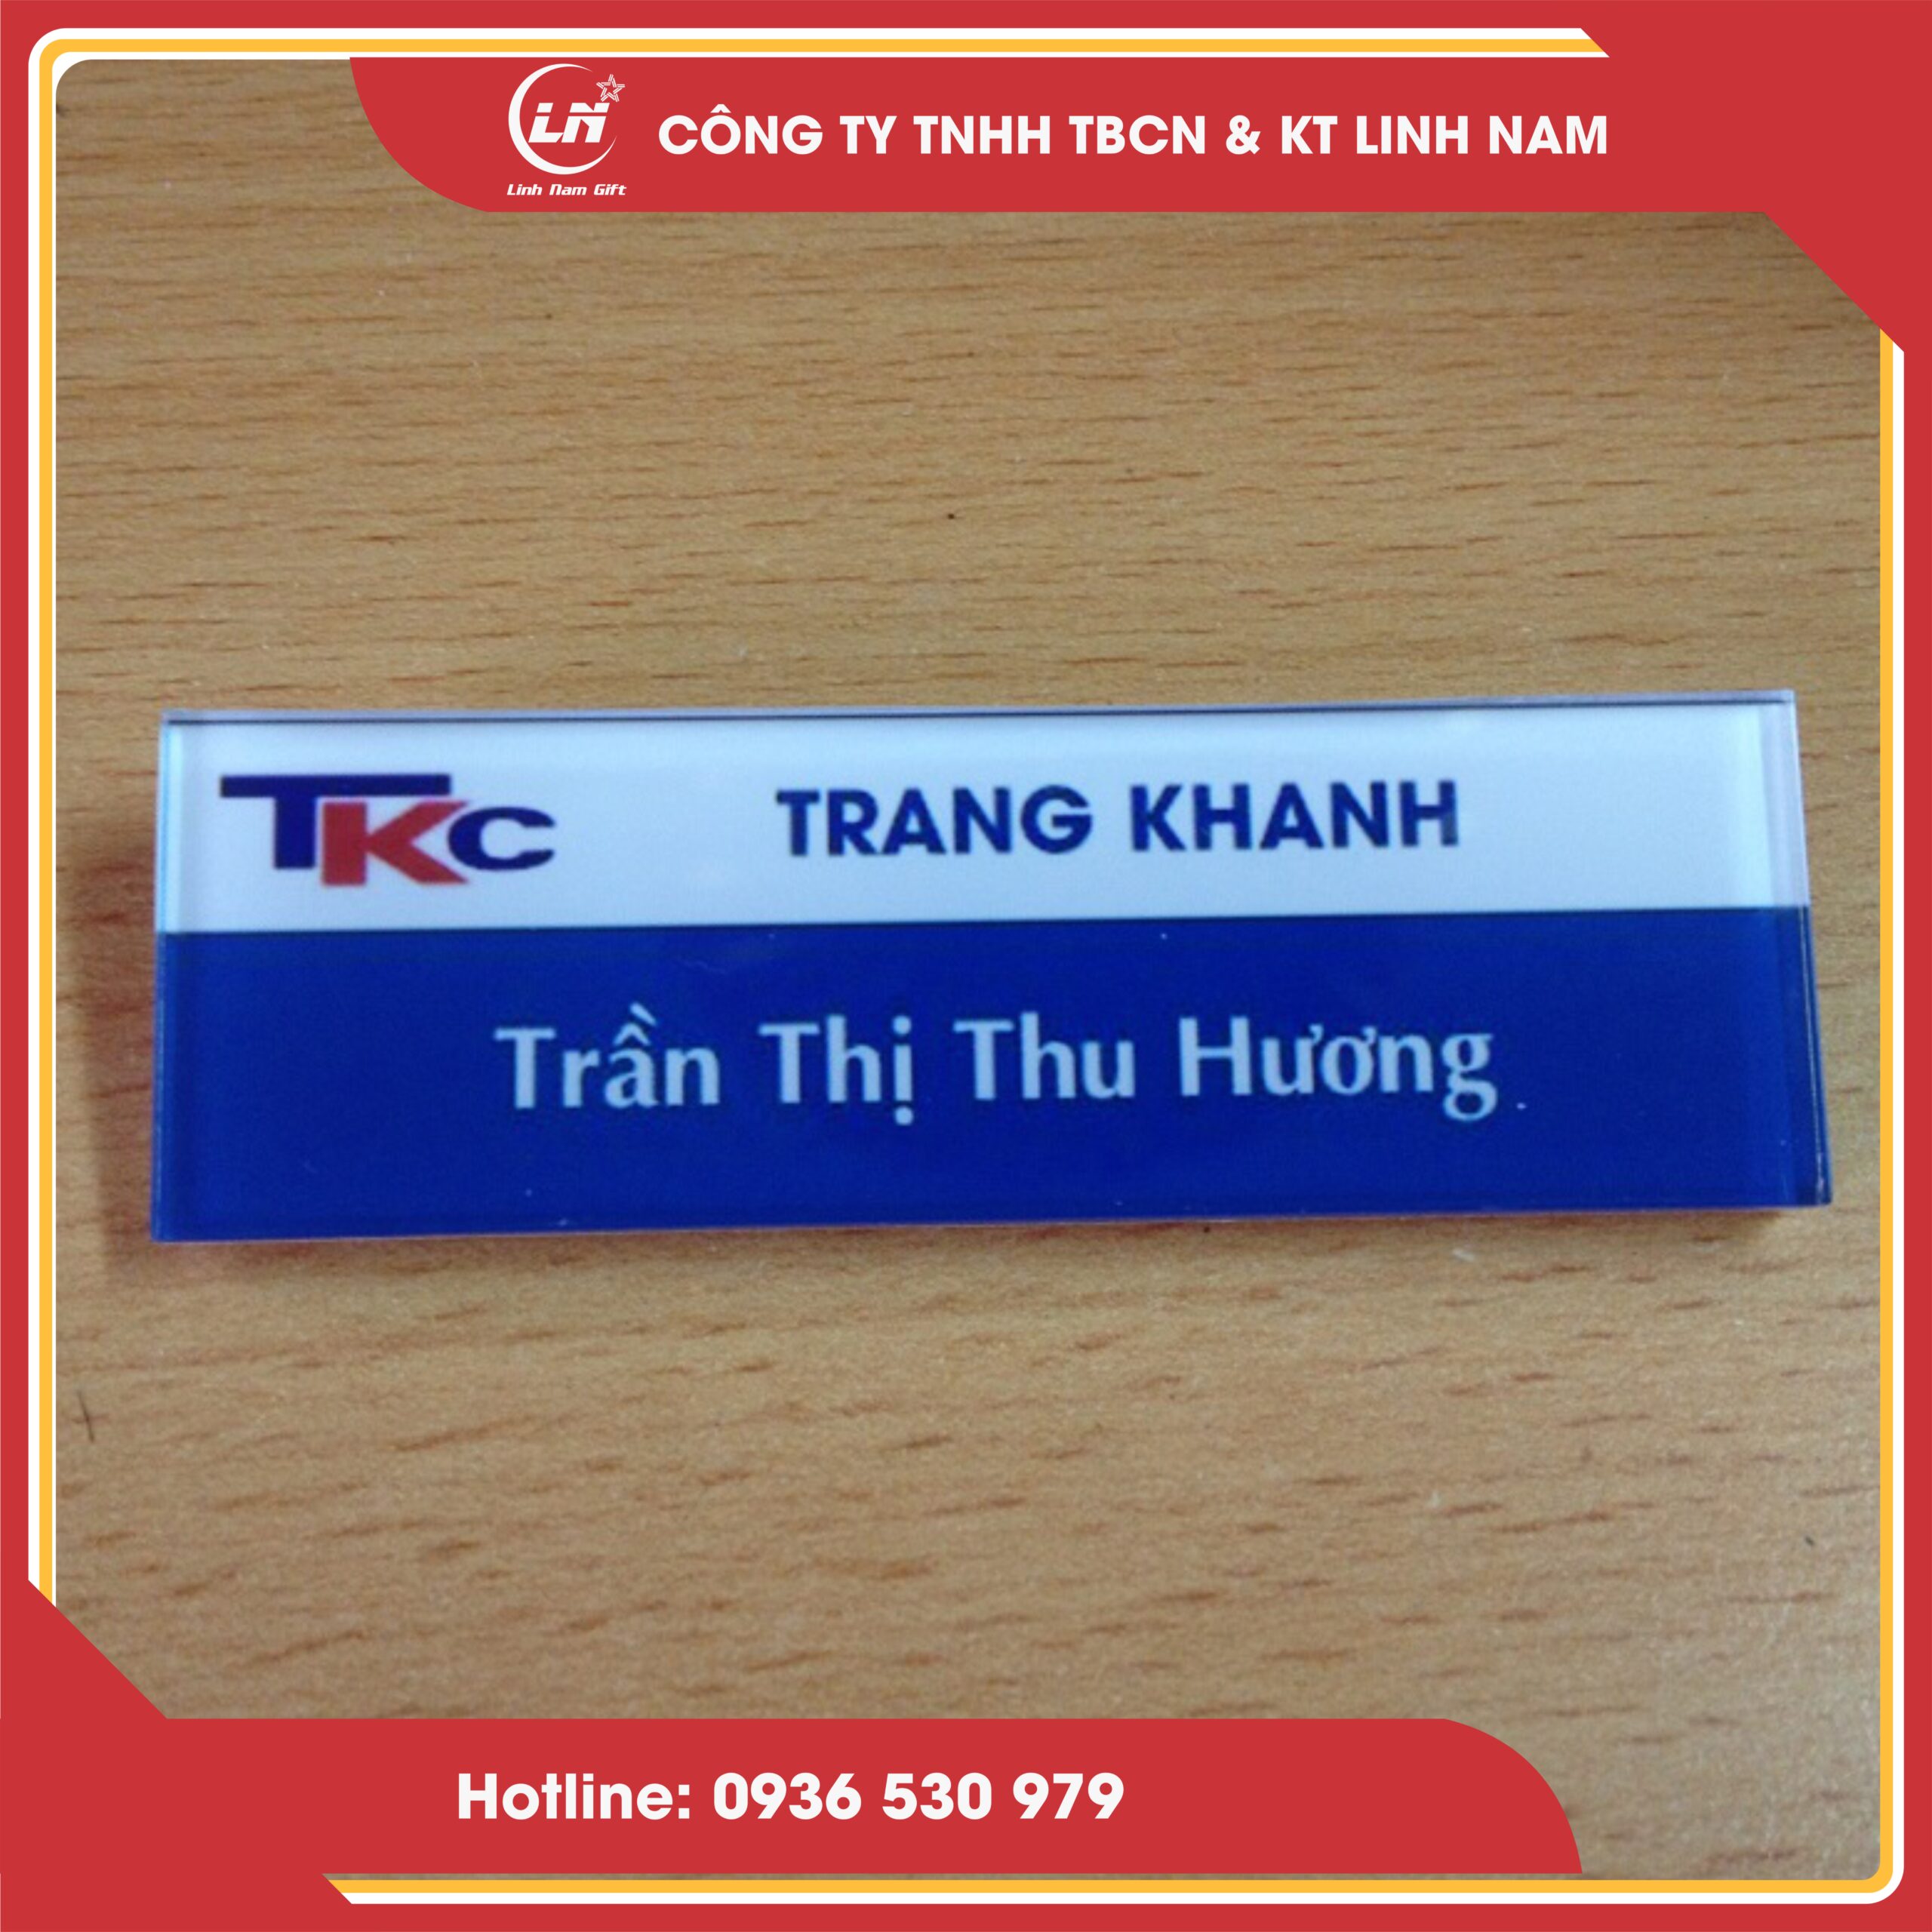 LN
Linh Nam Gift
CÔNG TY TNHH TBCN & KT LINH NAM
TKC
TRANG KHANH
Trần Thị Thu Hương
Hotline: 0936 530 979